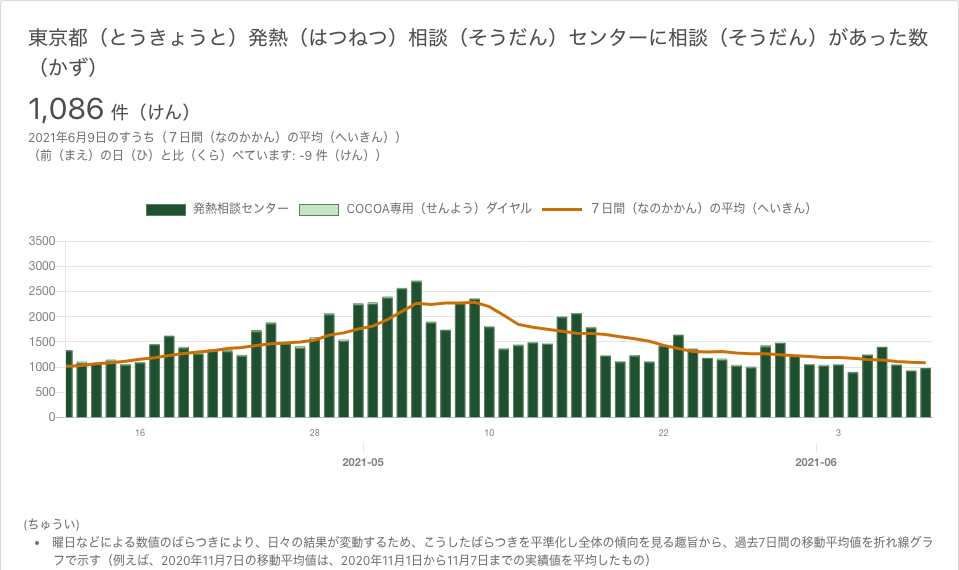 東京都（とうきょうと）発熱（はつねつ）相談（そうだん）センターに相談（そうだん）があった数
（かず）
1,086 件（けん）
2021年6月9日のすうち（７日間（なのかかん）の平均（へいきん））
（前（まえ）の日（ひ）と比（くら）べています: -9 件（けん））
発熱相談センター COCOA専用（せんよう）ダイヤル ７日間（なのかかん）の平均（へいきん）
3500
3000
2500
2000
1500
1000
500
0
16 28 10 22 3
2021-05 2021-06
(ちゅうい)
• 曜日などによる数値のばらつきにより、日々の結果が変動するため、こうしたばらつきを平準化し全体の傾向を見る趣旨から、過去7日間の移動平均値を折れ線グラ
フで示す（例えば、2020年11月7日の移動平均値は、2020年11月1日から11月7日までの実績値を平均したもの）